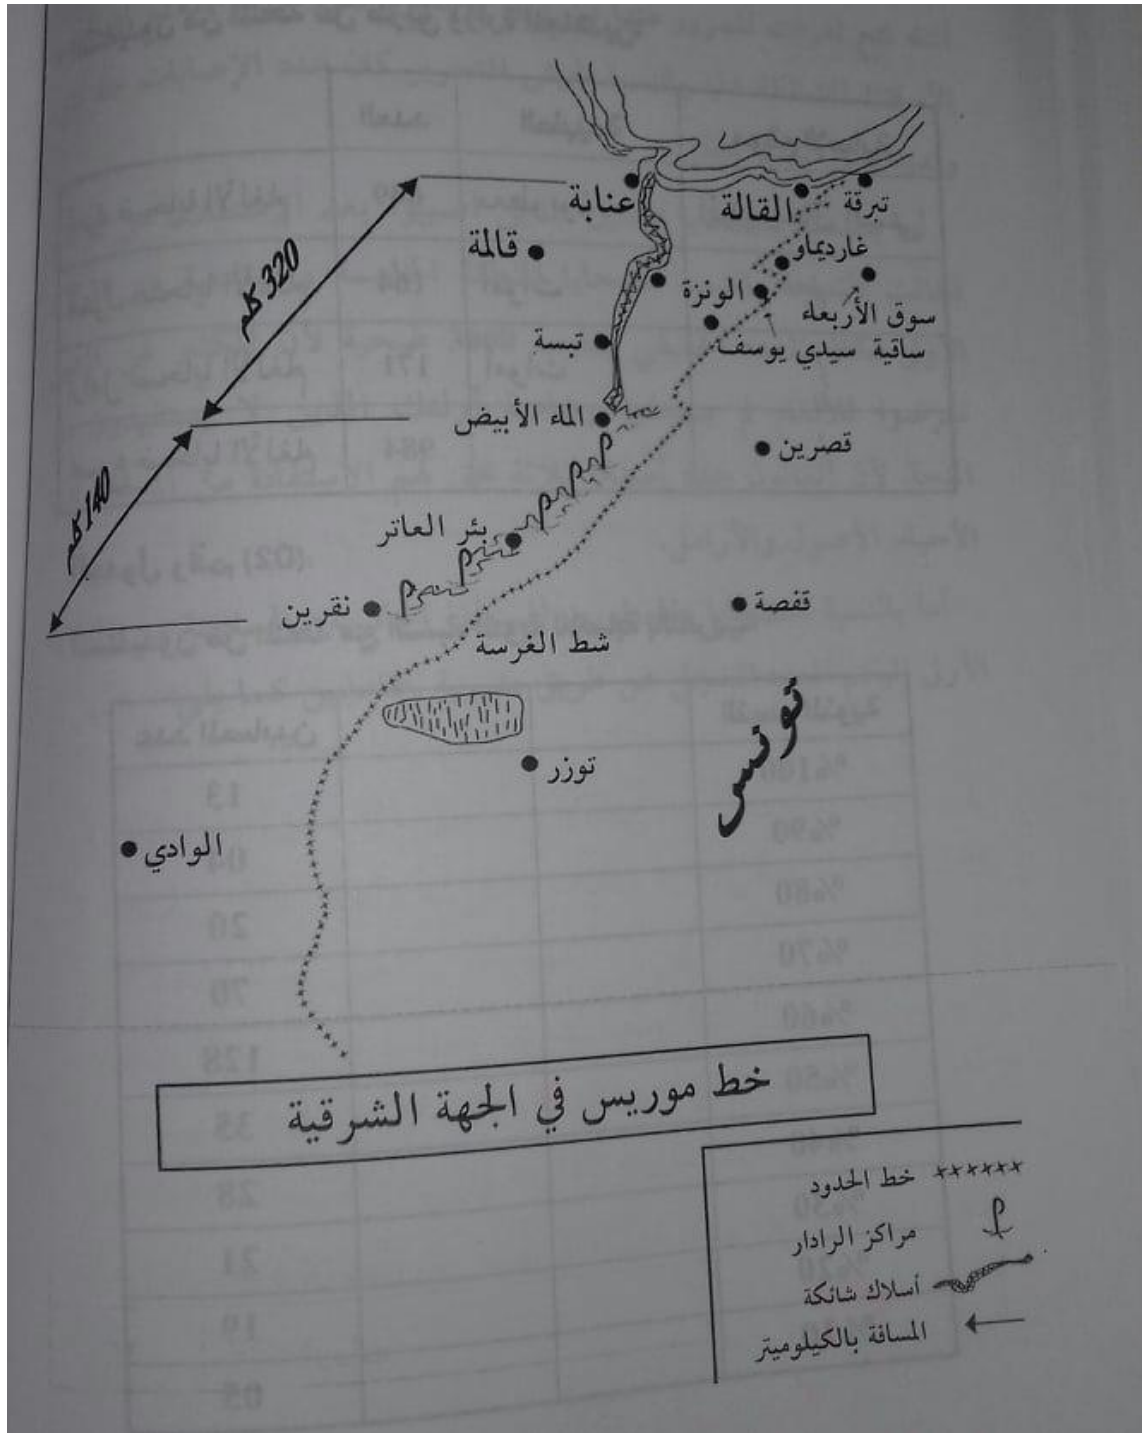 عنابة
القالة
تبرقة
قالمة
غارديماو
320 كلم
الونزة
سوق الأربعاء
ساقية سيدي يوسف
تبسة
الماء الأبيض
قصرين
140 كلم
بئر العاتر
نقرين
قفصة
شط الغرسة
تونس
توزر
الوادي
خط موريس في الجهة الشرقية
خط الحدود
مراكز الرادار
أسلاك شائكة
المسافة بالكيلوميتر